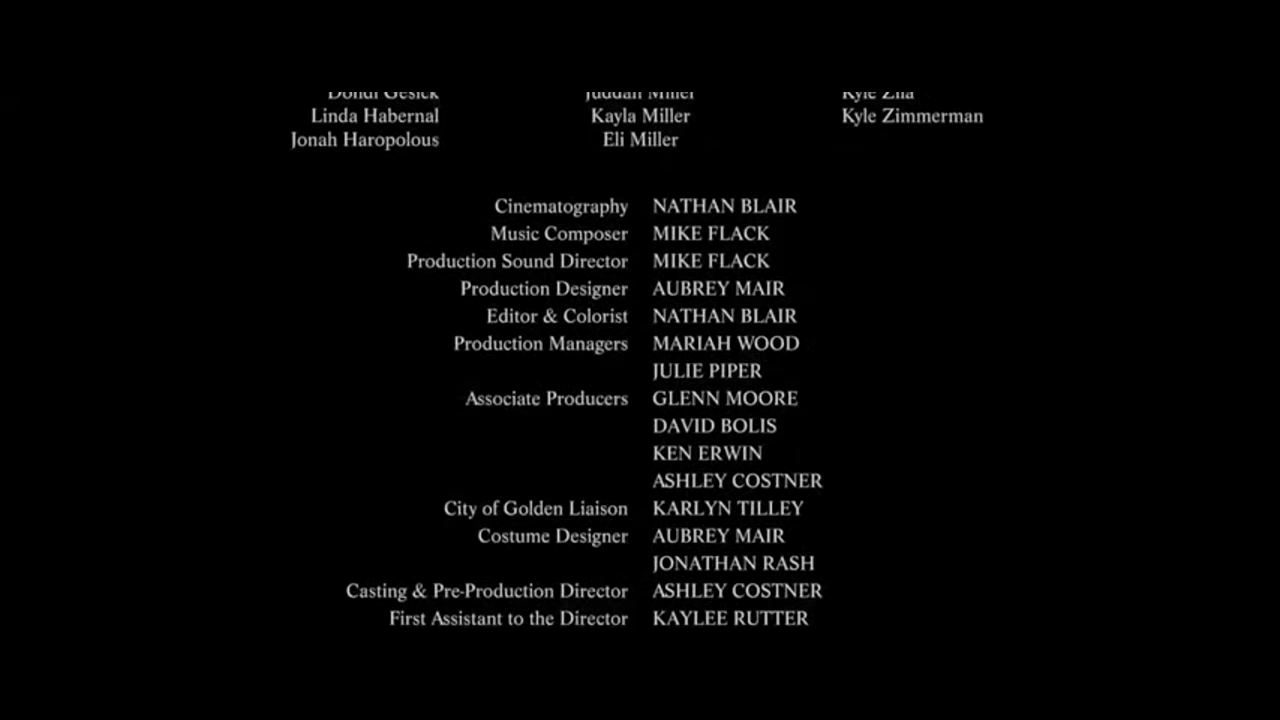 Linda Habernal Kayla Miller Kyle Zimmerman
Jonah Haropolous Eli Miller
Cinematography NATHAN BLAIR
Music Composer MIKE FLACK
Production Sound Director MIKE FLACK
Production Designer AUBREY MAIR
Editor & Colorist NATHAN BLAIR
Production Managers MARIAH WOOD
JULIE PIPER
Associate Producers GLENN MOORE
DAVID BOLIS
KEN ERWIN
ASHLEY COSTNER
City of Golden Liaison KARLYN TILLEY
Costume Designer AUBREY MAIR
JONATHAN RASH
Casting & Pre-Production Director ASHLEY COSTNER
First Assistant to the Director KAYLEE RUTTER